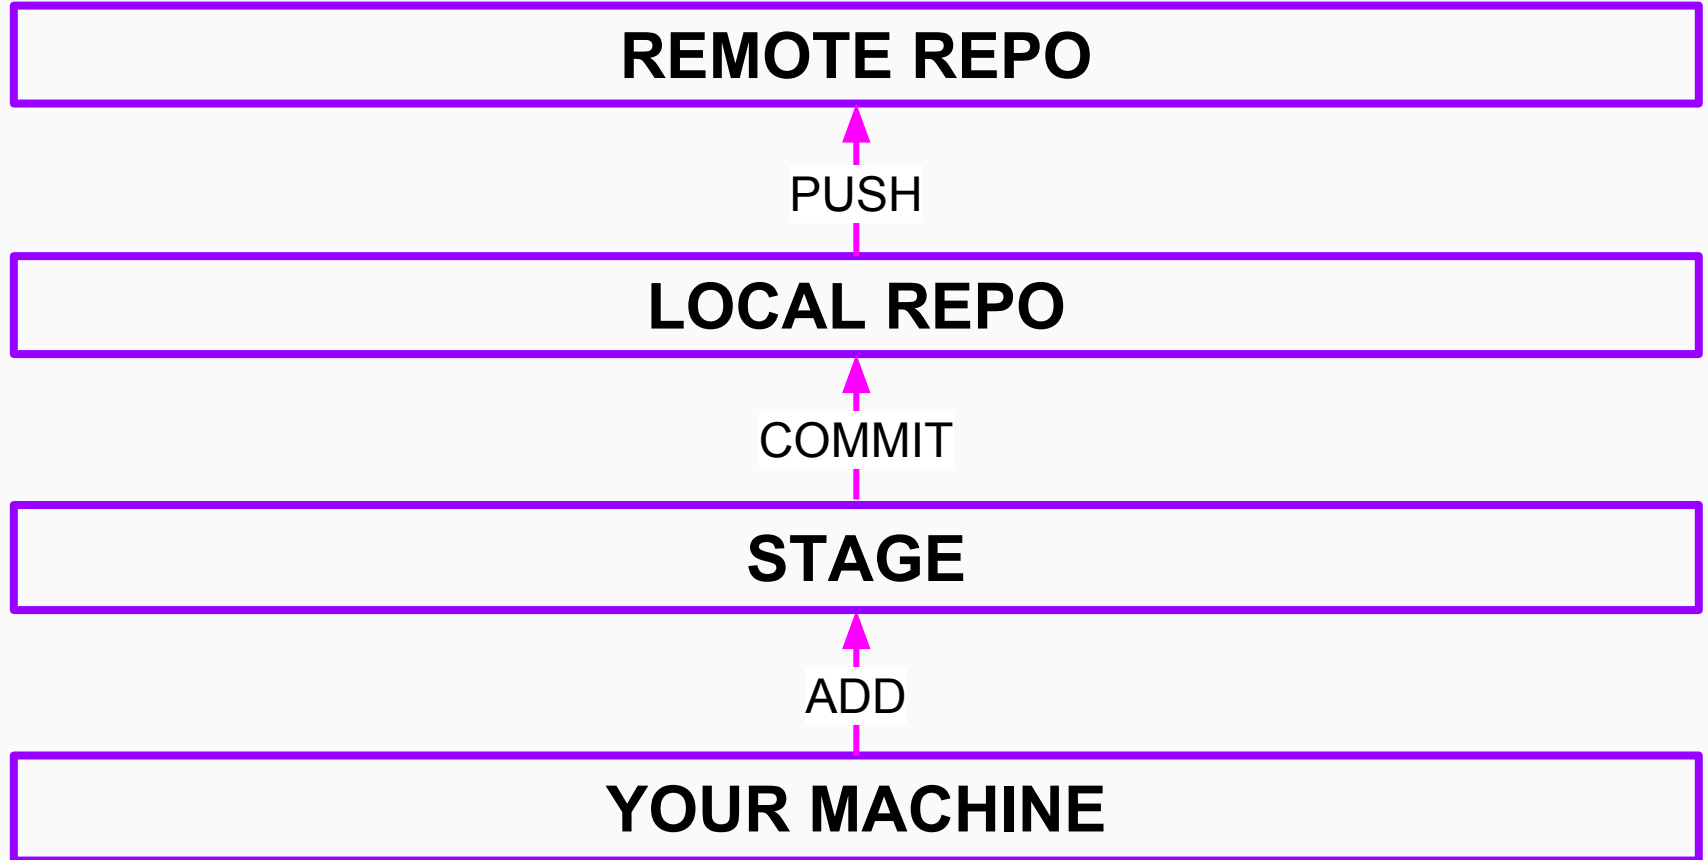 REMOTE REPO
PUSH
LOCAL REPO
COMMIT
STAGE
ADD
YOUR MACHINE